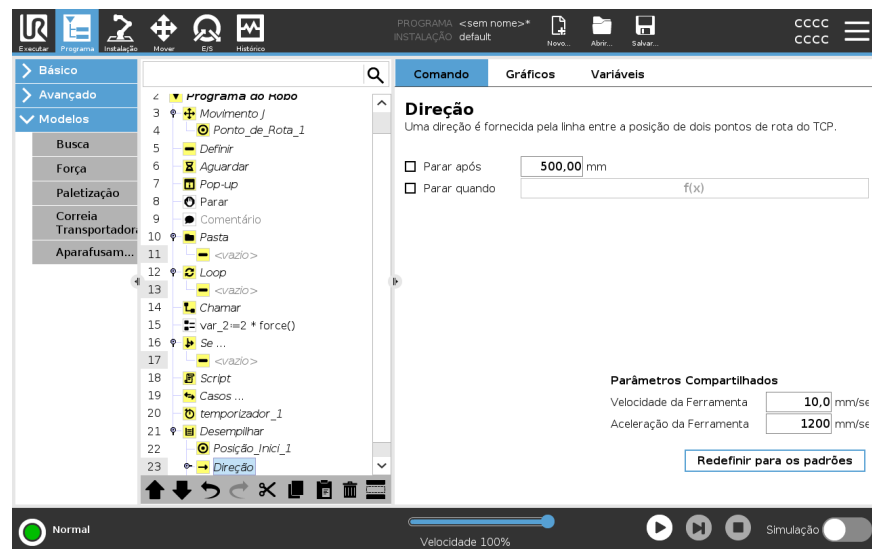 PROGRAMA <sem nome>*
INSTALAÇÃO default
CCCC
CCCC
UR
Executar
Programa
Instalação
Mover
E/S
Histórico
Novo...
Abrir...
Salvar...
Básico
Avançado
Modelos
Busca
Força
Paletização
Correia
Transportadora
Aparafusam...
2 Programa do Robô
3 Movimento J
4 Ponto_de_Rota_1
5 Definir
6 Aguardar
7 Pop-up
8 Parar
9 Comentário
10 Pasta
11 <vazio>
12 Loop
13 <vazio>
14 Chamar
15 var_2:=2 * force()
16 Se ...
17 <vazio>
18 Script
19 Casos ...
20 temporizador_1
21 Desempilhar
22 Posição_Inici_1
23 Direção
Comando Gráficos Variáveis
Direção
Uma direção é fornecida pela linha entre a posição de dois pontos de rota do TCP.
Parar após 500,00 mm
Parar quando f(x)
Parâmetros Compartilhados
Velocidade da Ferramenta 10,0 mm/se
Aceleração da Ferramenta 1200 mm/se
Redefinir para os padrões
Normal
Velocidade 100%
Simulação